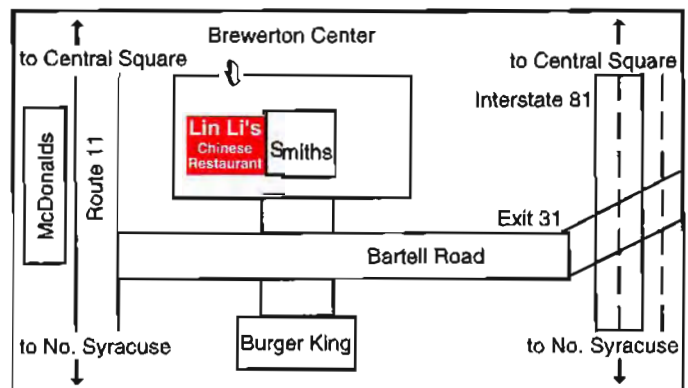 Brewerton Center
to Central Square
to Central Square
Interstate 81
Lin Li's
Chinese
Restaurant
Smiths
McDonalds
Route 11
Exit 31
Bartell Road
to No. Syracuse
Burger King
to No. Syracuse